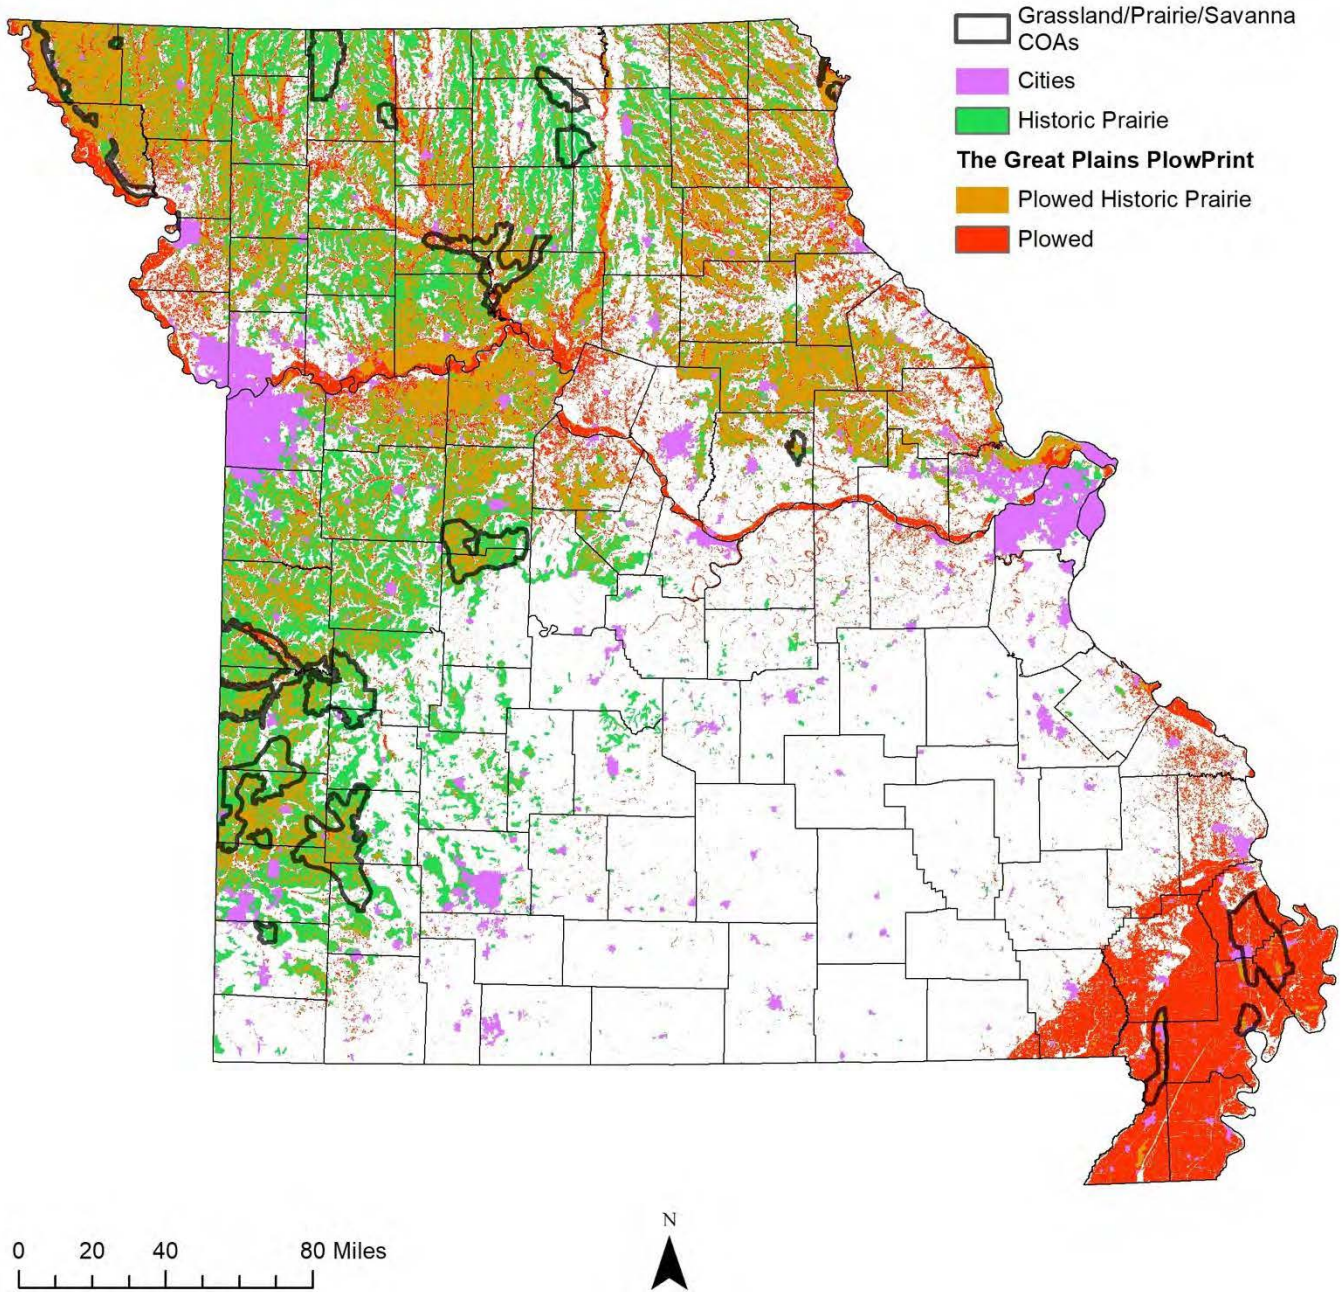 Grassland/Prairie/Savanna
COAs
Cities
Historic Prairie
The Great Plains PlowPrint
Plowed Historic Prairie
Plowed
N
0 20 40 80 Miles